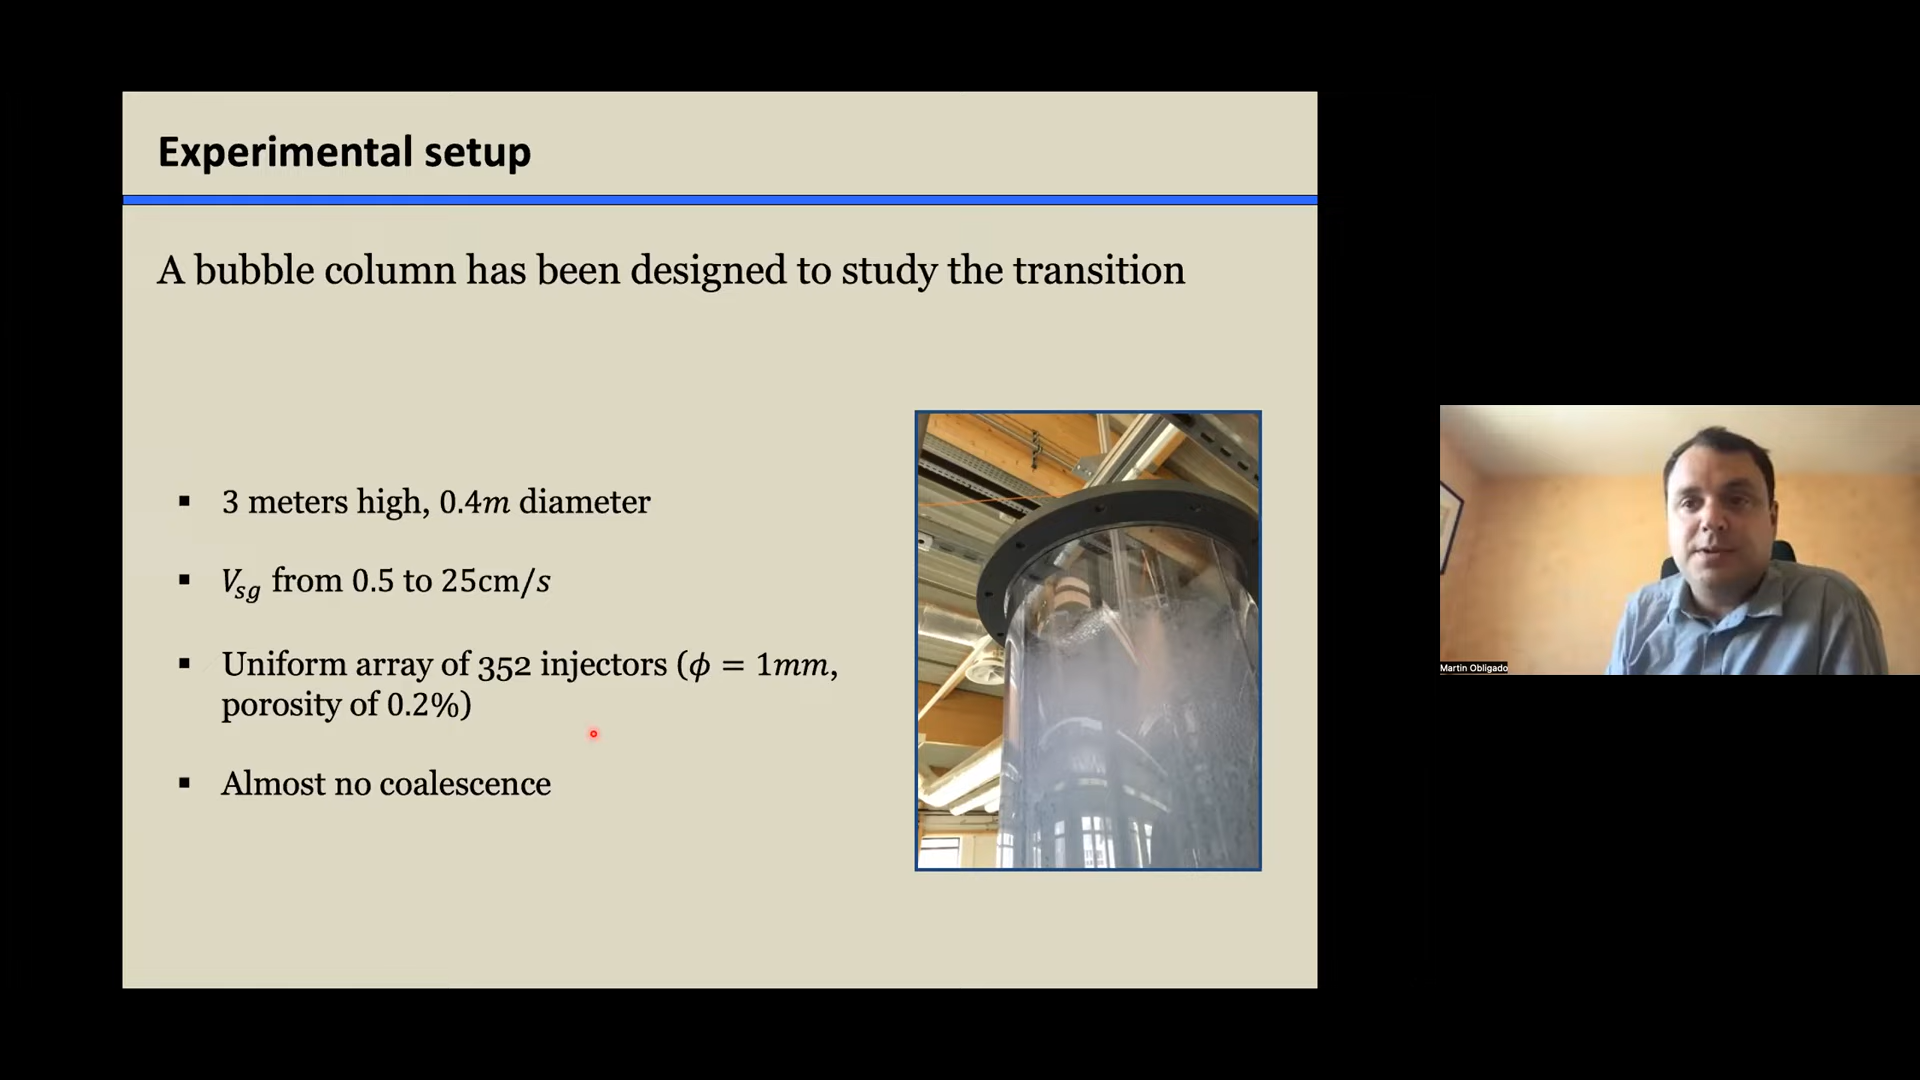 Experimental setup
A bubble column has been designed to study the transition
▪ 3 meters high, 0.4m diameter
▪ V_sg from 0.5 to 25cm/s
▪ Uniform array of 352 injectors (ϕ = 1mm,
porosity of 0.2%)
▪ Almost no coalescence
Martin Obligado